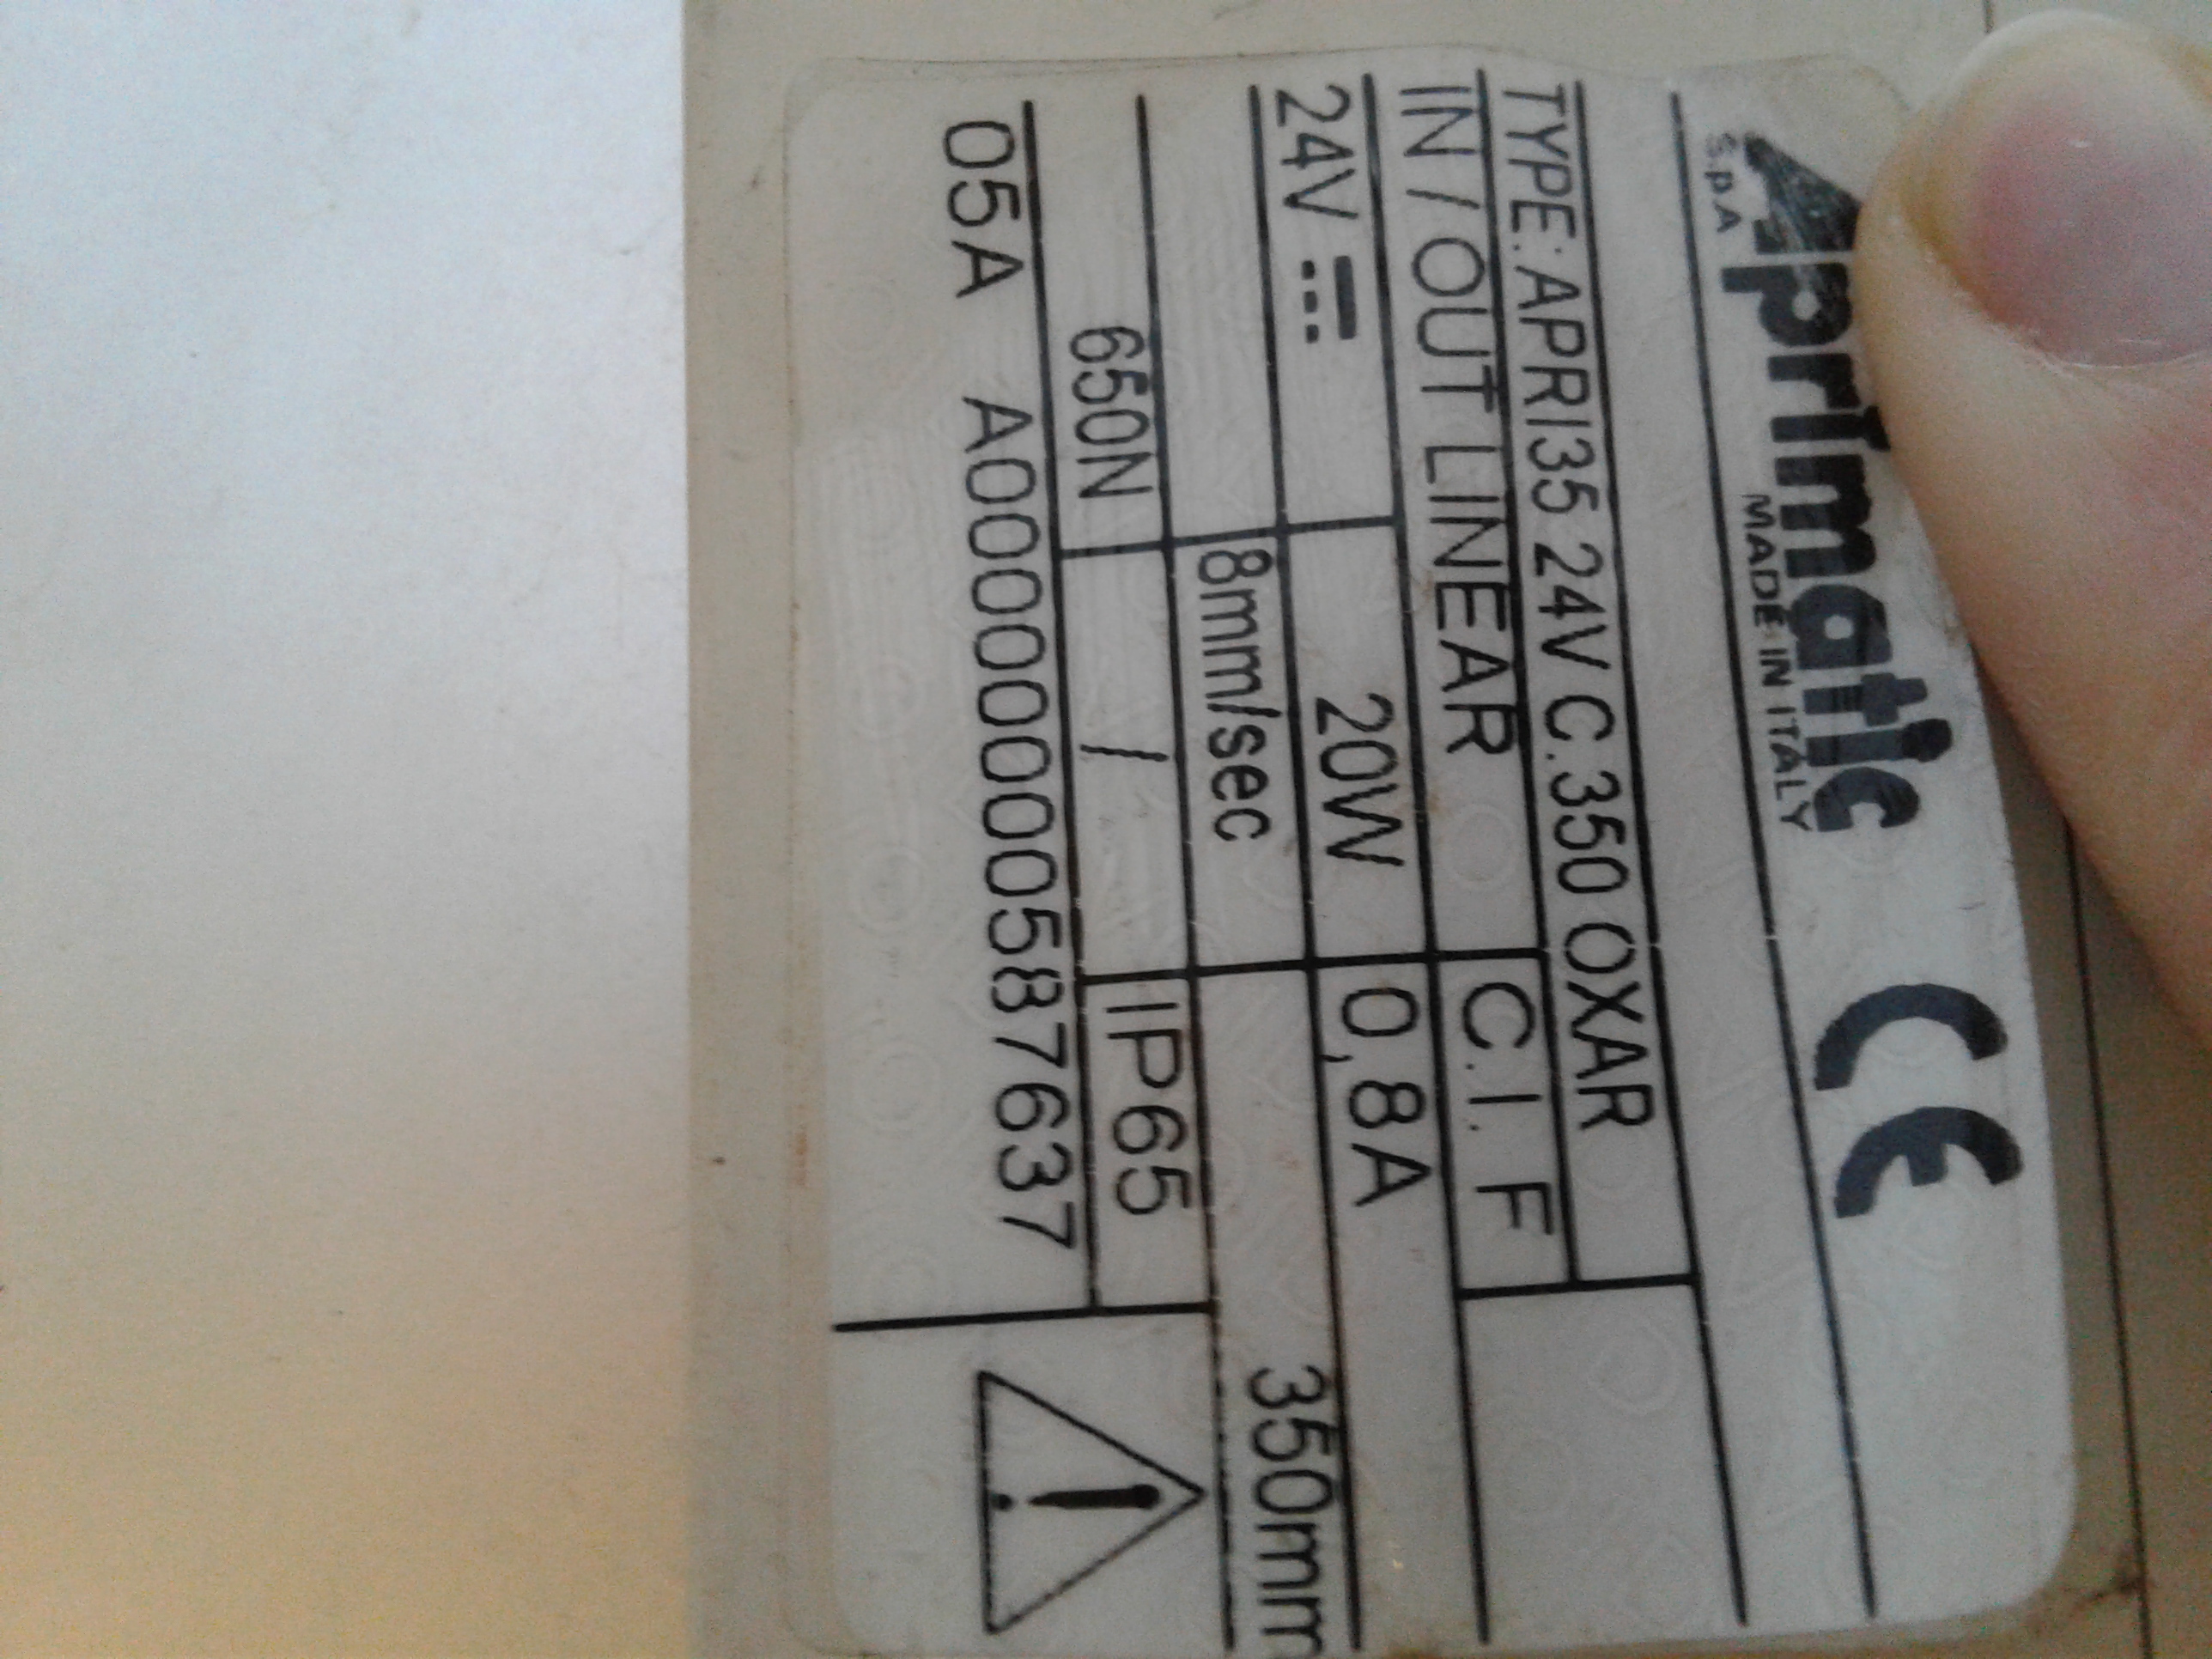 Aprimatic CE
S.p.A MADE IN ITALY
TYPE: APRI35 24V C.350 OXAR
IN / OUT LINEAR C.I. F
24V 20W 0,8A
8mm/sec 350mm
650N / IP65
05A A000000000587637